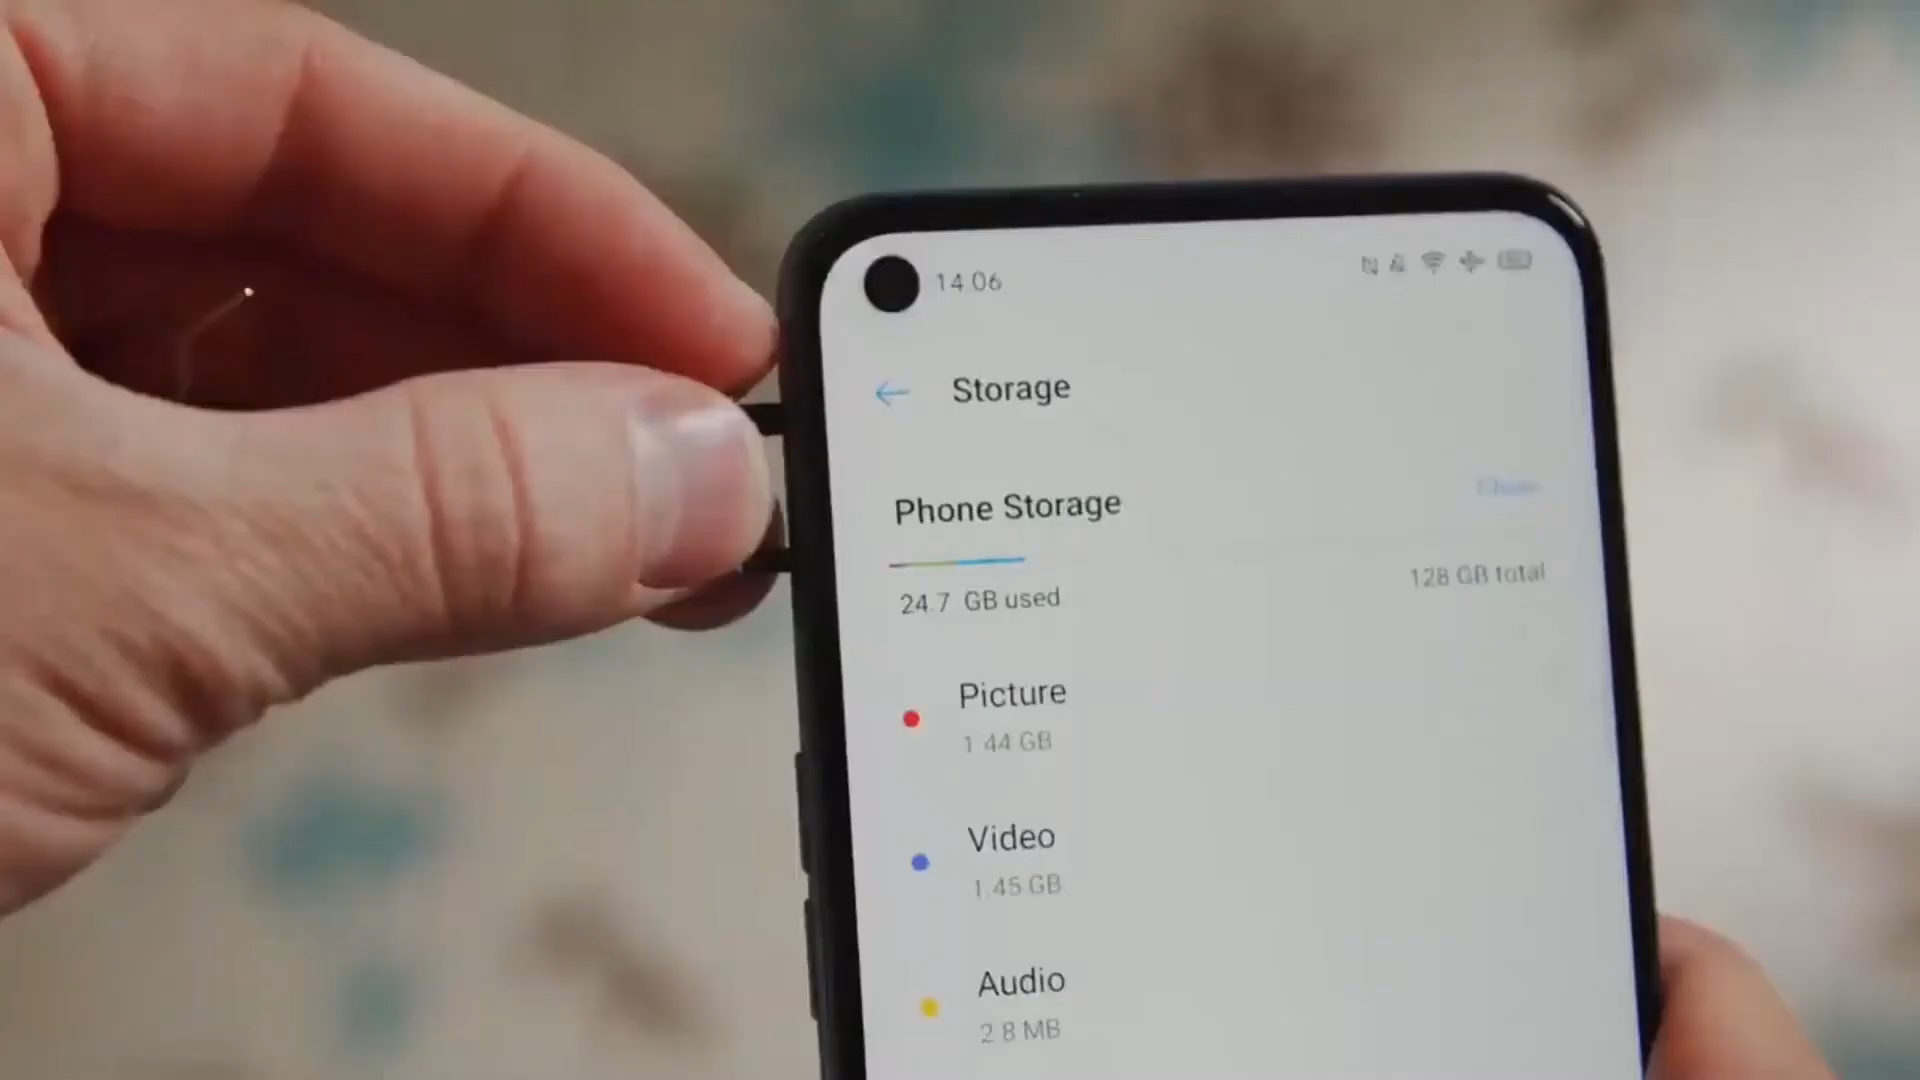 14:06
Storage
Phone Storage
Clean
24.7 GB used
128 GB total
Picture
1.44 GB
Video
1.45 GB
Audio
2.8 MB